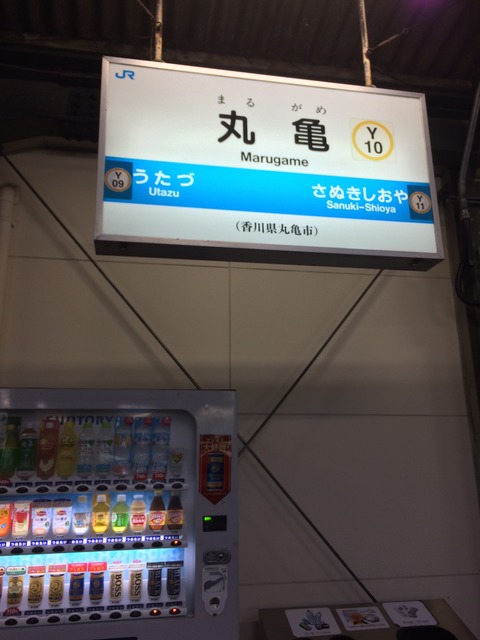 JR
まる がめ
丸亀
Marugame
Y
10
Y
09
うたづ
Utazu
さぬきしおや
Sanuki-Shioya
Y
11
(香川県丸亀市)
SUNTORY
BOSS
BOSS